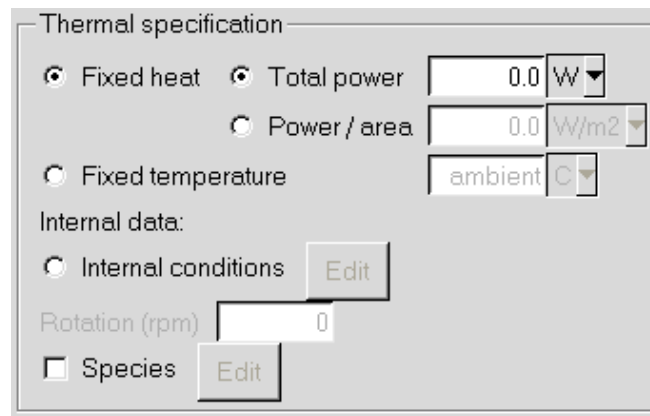 Thermal specification
Fixed heat Total power 0.0 W
Power / area 0.0 W/m2
Fixed temperature ambient C
Internal data:
Internal conditions Edit
Rotation (rpm) 0
Species Edit